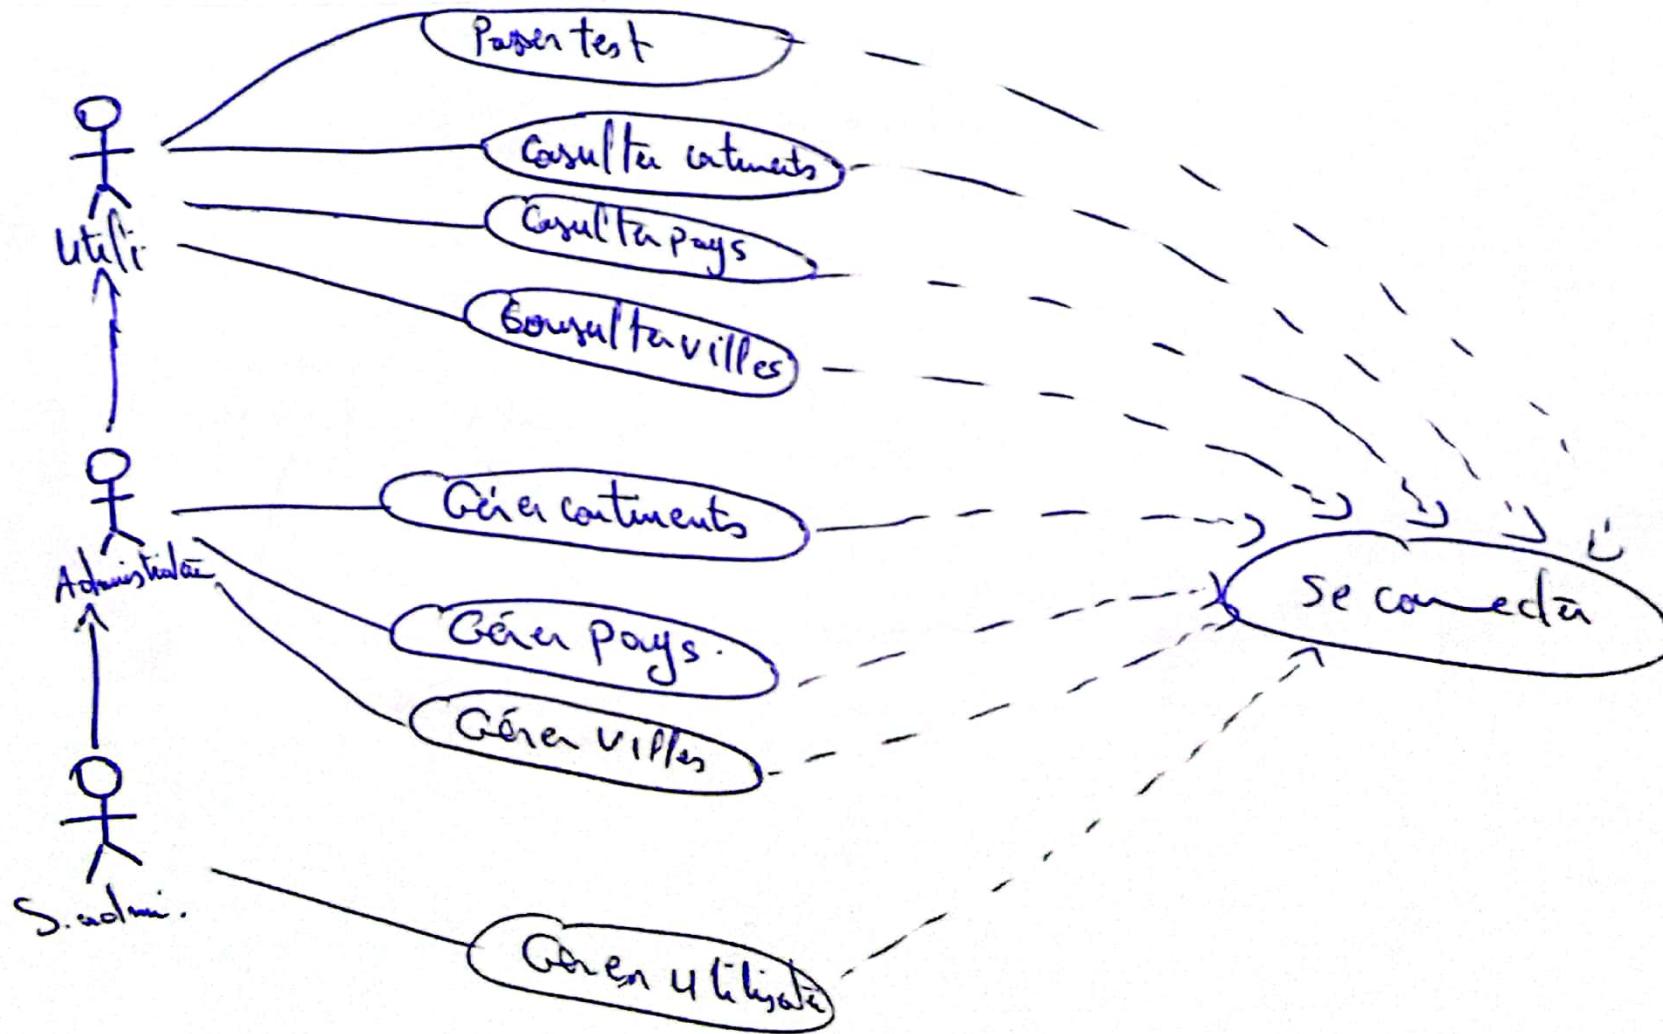 Passer test
Consulter continents
Utili.
Consulter pays
Consulter villes
Gérer continents
Administrateur
Se connecter
Gérer pays.
Gérer villes
S. admi.
Gérer utilisate